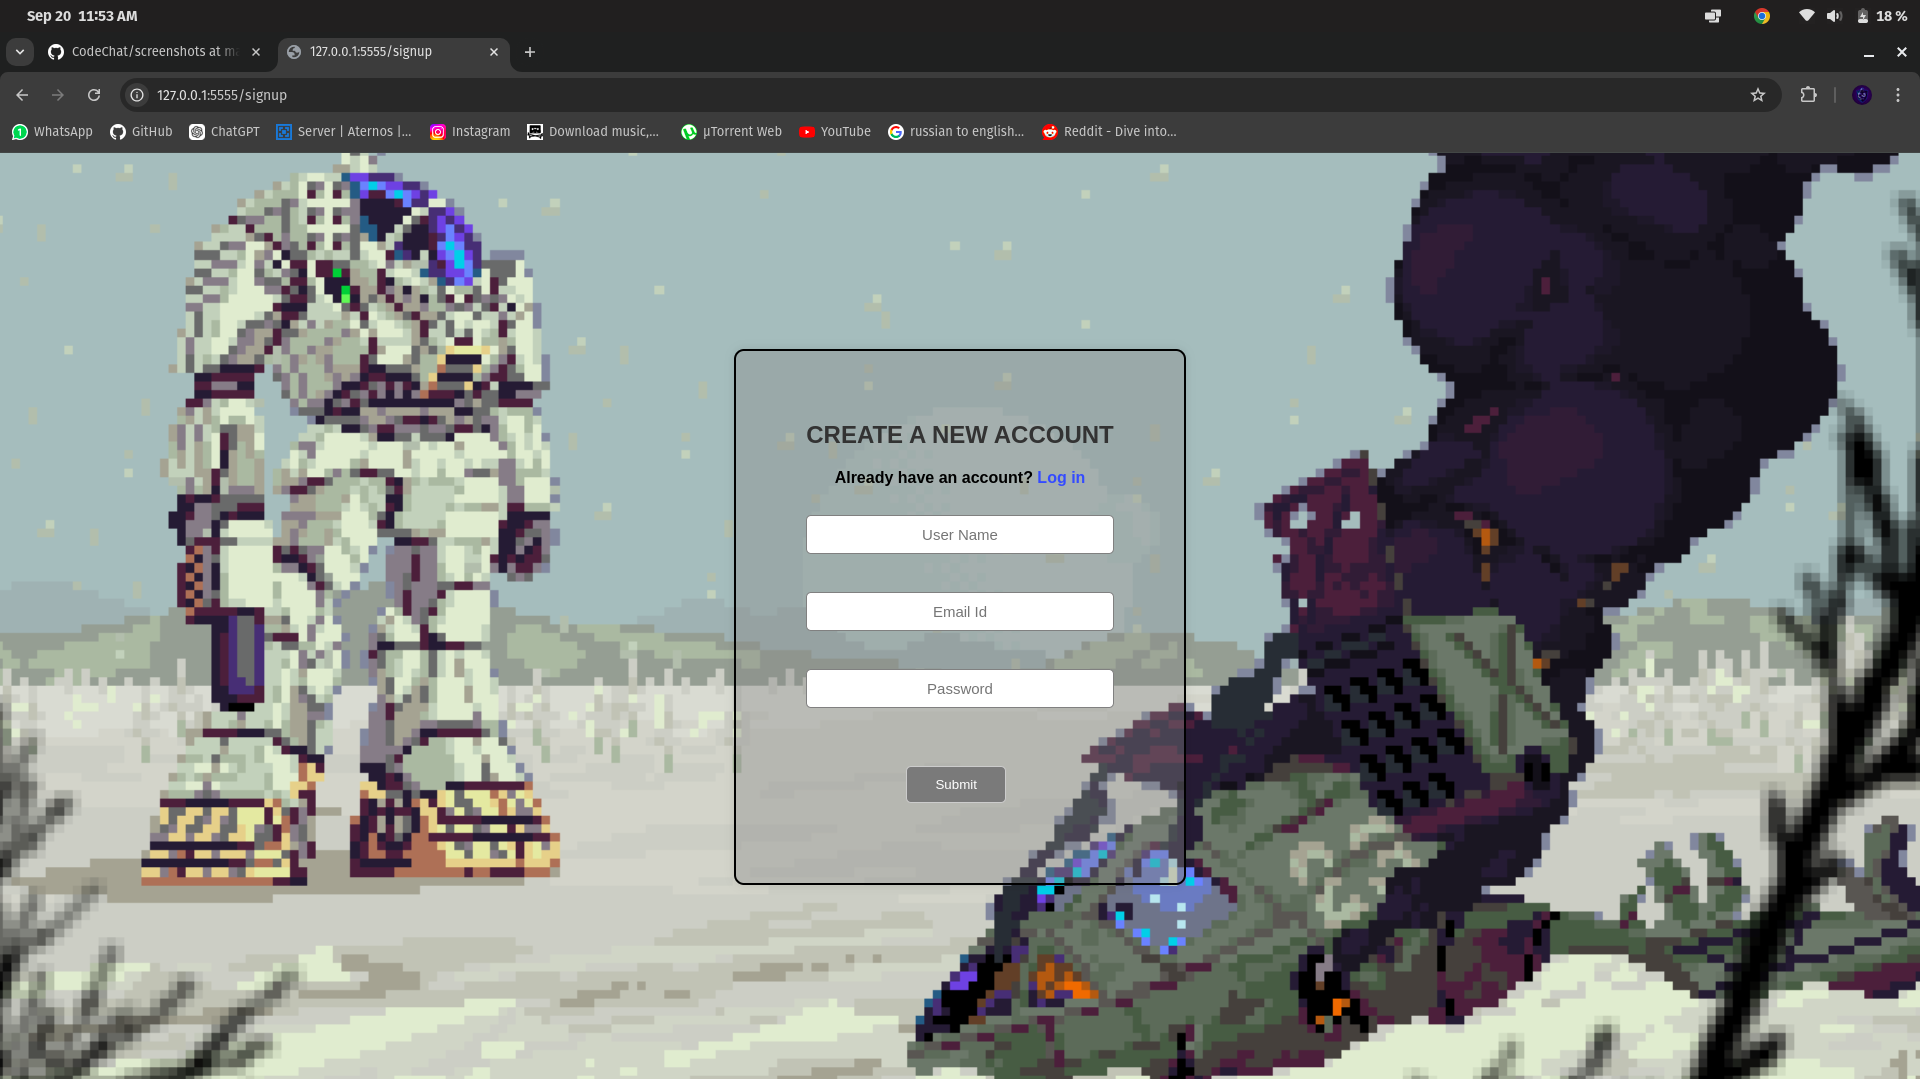 Sep 20 11:53 AM
18 %
CodeChat/screenshots at ma
127.0.0.1:5555/signup
127.0.0.1:5555/signup
WhatsApp
GitHub
ChatGPT
Server | Aternos |...
Instagram
Download music,...
µTorrent Web
YouTube
russian to english...
Reddit - Dive into...
CREATE A NEW ACCOUNT
Already have an account? Log in
User Name
Email Id
Password
Submit